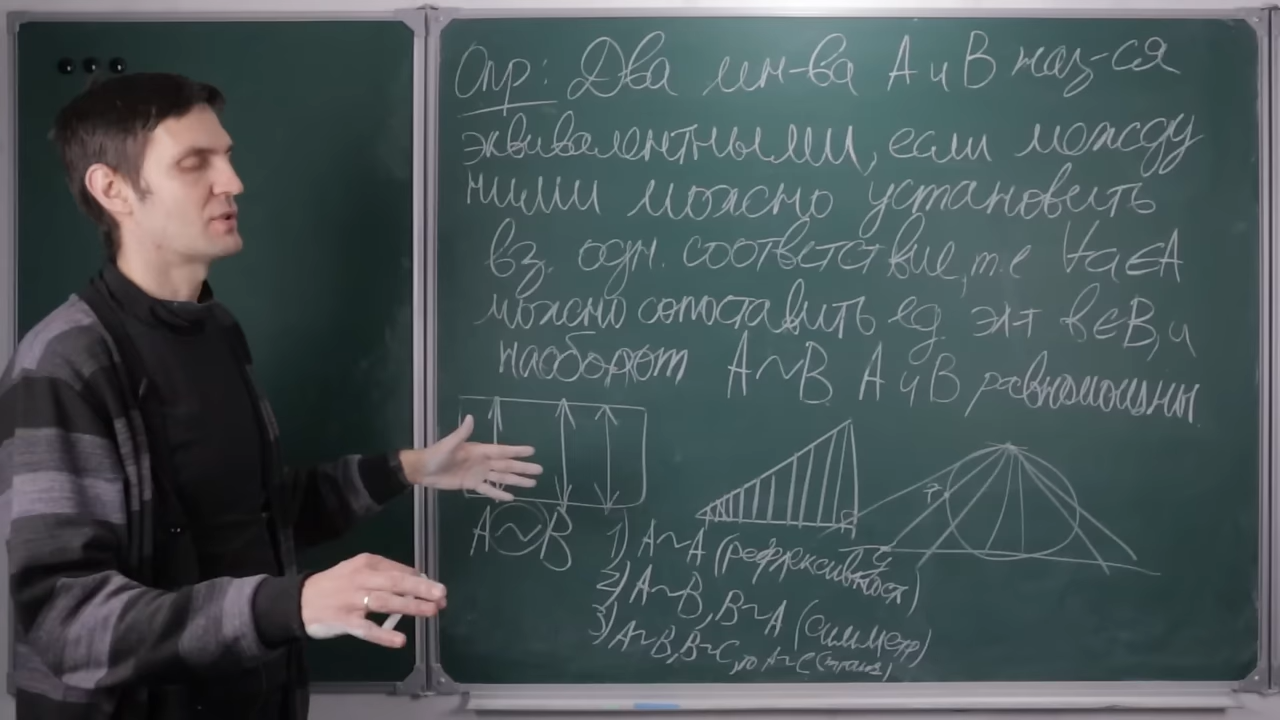 Опр: Два мн-ва A и B наз-ся
эквивалентными, если между
ними можно установить
вз. одн. соответствие, т.е ∀a∈A
можно сопоставить ед. эл-т в∈B, и
наоборот A~B A и B равномощны
A~B
1) A~A (рефлексивность)
2) A~B, B~A (симметр)
3) A~B, B~C, то A~C (транз)